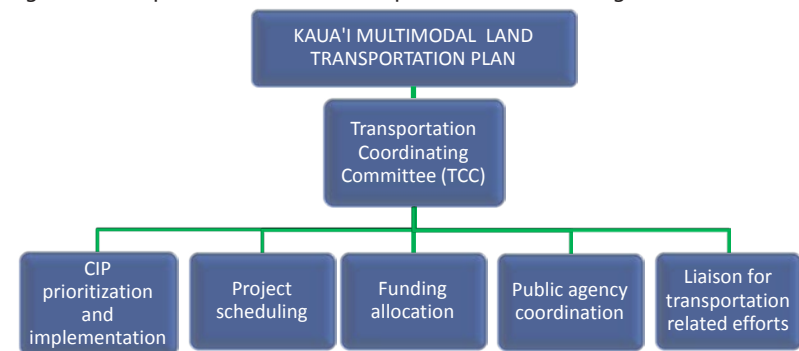 KAUA'I MULTIMODAL LAND
TRANSPORTATION PLAN
Transportation
Coordinating
Committee (TCC)
CIP
prioritization
and
implementation
Project
scheduling
Funding
allocation
Public agency
coordination
Liaison for
transportation
related efforts